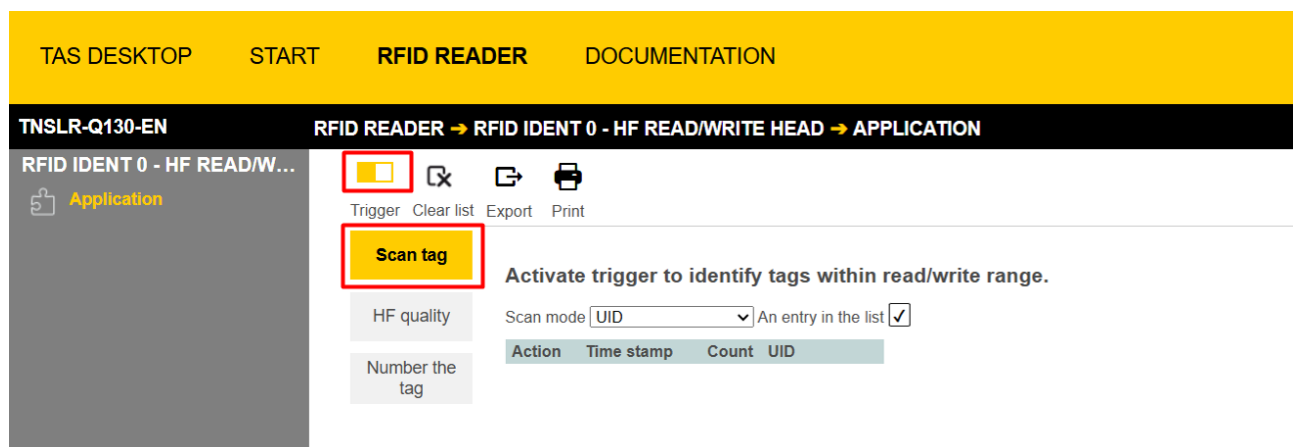 TAS DESKTOP START RFID READER DOCUMENTATION
TNSLR-Q130-EN RFID READER ➔ RFID IDENT 0 - HF READ/WRITE HEAD ➔ APPLICATION
RFID IDENT 0 - HF READ/W...
Application
Trigger Clear list Export Print
Scan tag
Activate trigger to identify tags within read/write range.
HF quality
Scan mode UID An entry in the list ✓
Action Time stamp Count UID
Number the
tag